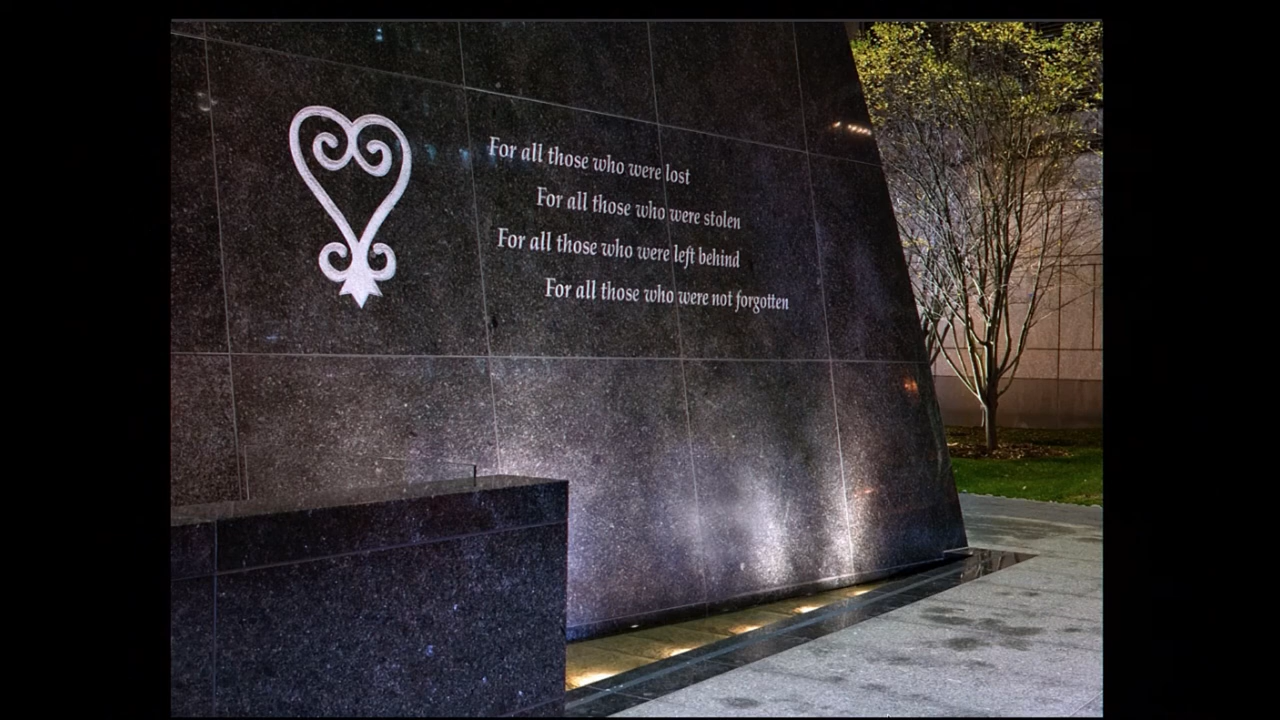 For all those who were lost
For all those who were stolen
For all those who were left behind
For all those who were not forgotten